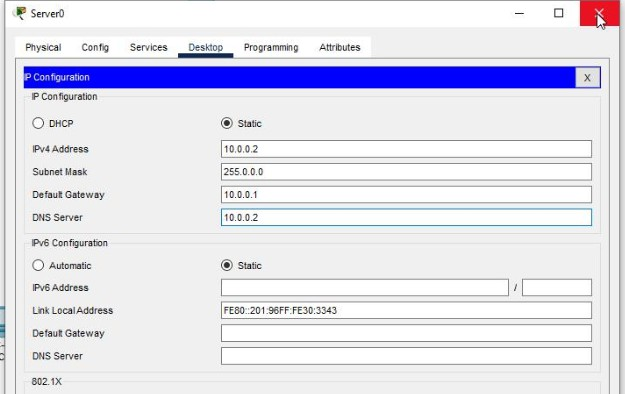 Server0
Physical Config Services Desktop Programming Attributes
IP Configuration X
IP Configuration
DHCP Static
IPv4 Address 10.0.0.2
Subnet Mask 255.0.0.0
Default Gateway 10.0.0.1
DNS Server 10.0.0.2
IPv6 Configuration
Automatic Static
IPv6 Address /
Link Local Address FE80::201:96FF:FE30:3343
Default Gateway
DNS Server
802.1X